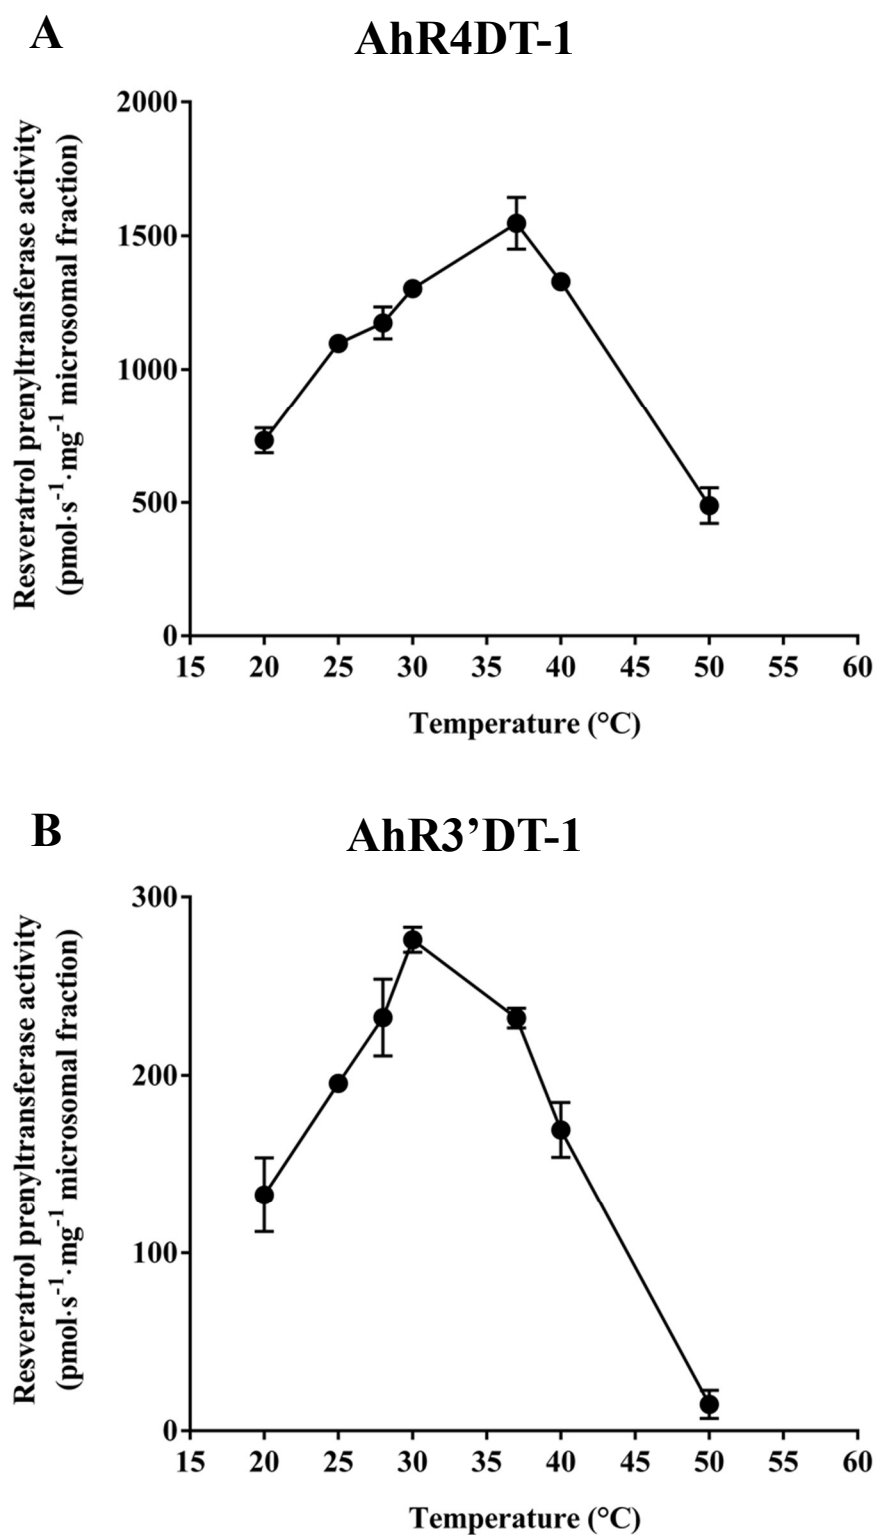 A
AhR4DT-1
Resveratrol prenyltransferase activity
(pmol·s⁻¹·mg⁻¹ microsomal fraction)
2000
1500
1000
500
0
15 20 25 30 35 40 45 50 55 60
Temperature (°C)
B
AhR3’DT-1
Resveratrol prenyltransferase activity
(pmol·s⁻¹·mg⁻¹ microsomal fraction)
300
200
100
0
15 20 25 30 35 40 45 50 55 60
Temperature (°C)